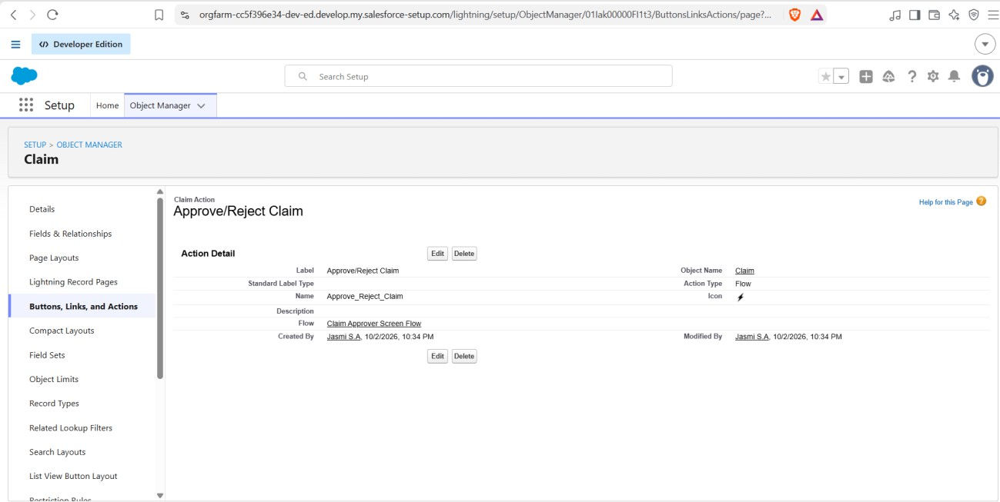 orgfarm-cc5f396e34-dev-ed.develop.my.salesforce-setup.com/lightning/setup/ObjectManager/01Iak00000FI1t3/ButtonsLinksActions/page?...
</> Developer Edition
Search Setup
Setup Home Object Manager
SETUP > OBJECT MANAGER
Claim
Details
Fields & Relationships
Page Layouts
Lightning Record Pages
Buttons, Links, and Actions
Compact Layouts
Field Sets
Object Limits
Record Types
Related Lookup Filters
Search Layouts
List View Button Layout
Restriction Rules
Claim Action
Approve/Reject Claim
Help for this Page ?
Action Detail Edit Delete
Label Approve/Reject Claim Object Name Claim
Standard Label Type Action Type Flow
Name Approve_Reject_Claim Icon
Description
Flow Claim Approver Screen Flow
Created By Jasmi S.A, 10/2/2026, 10:34 PM Modified By Jasmi S.A, 10/2/2026, 10:34 PM
Edit Delete